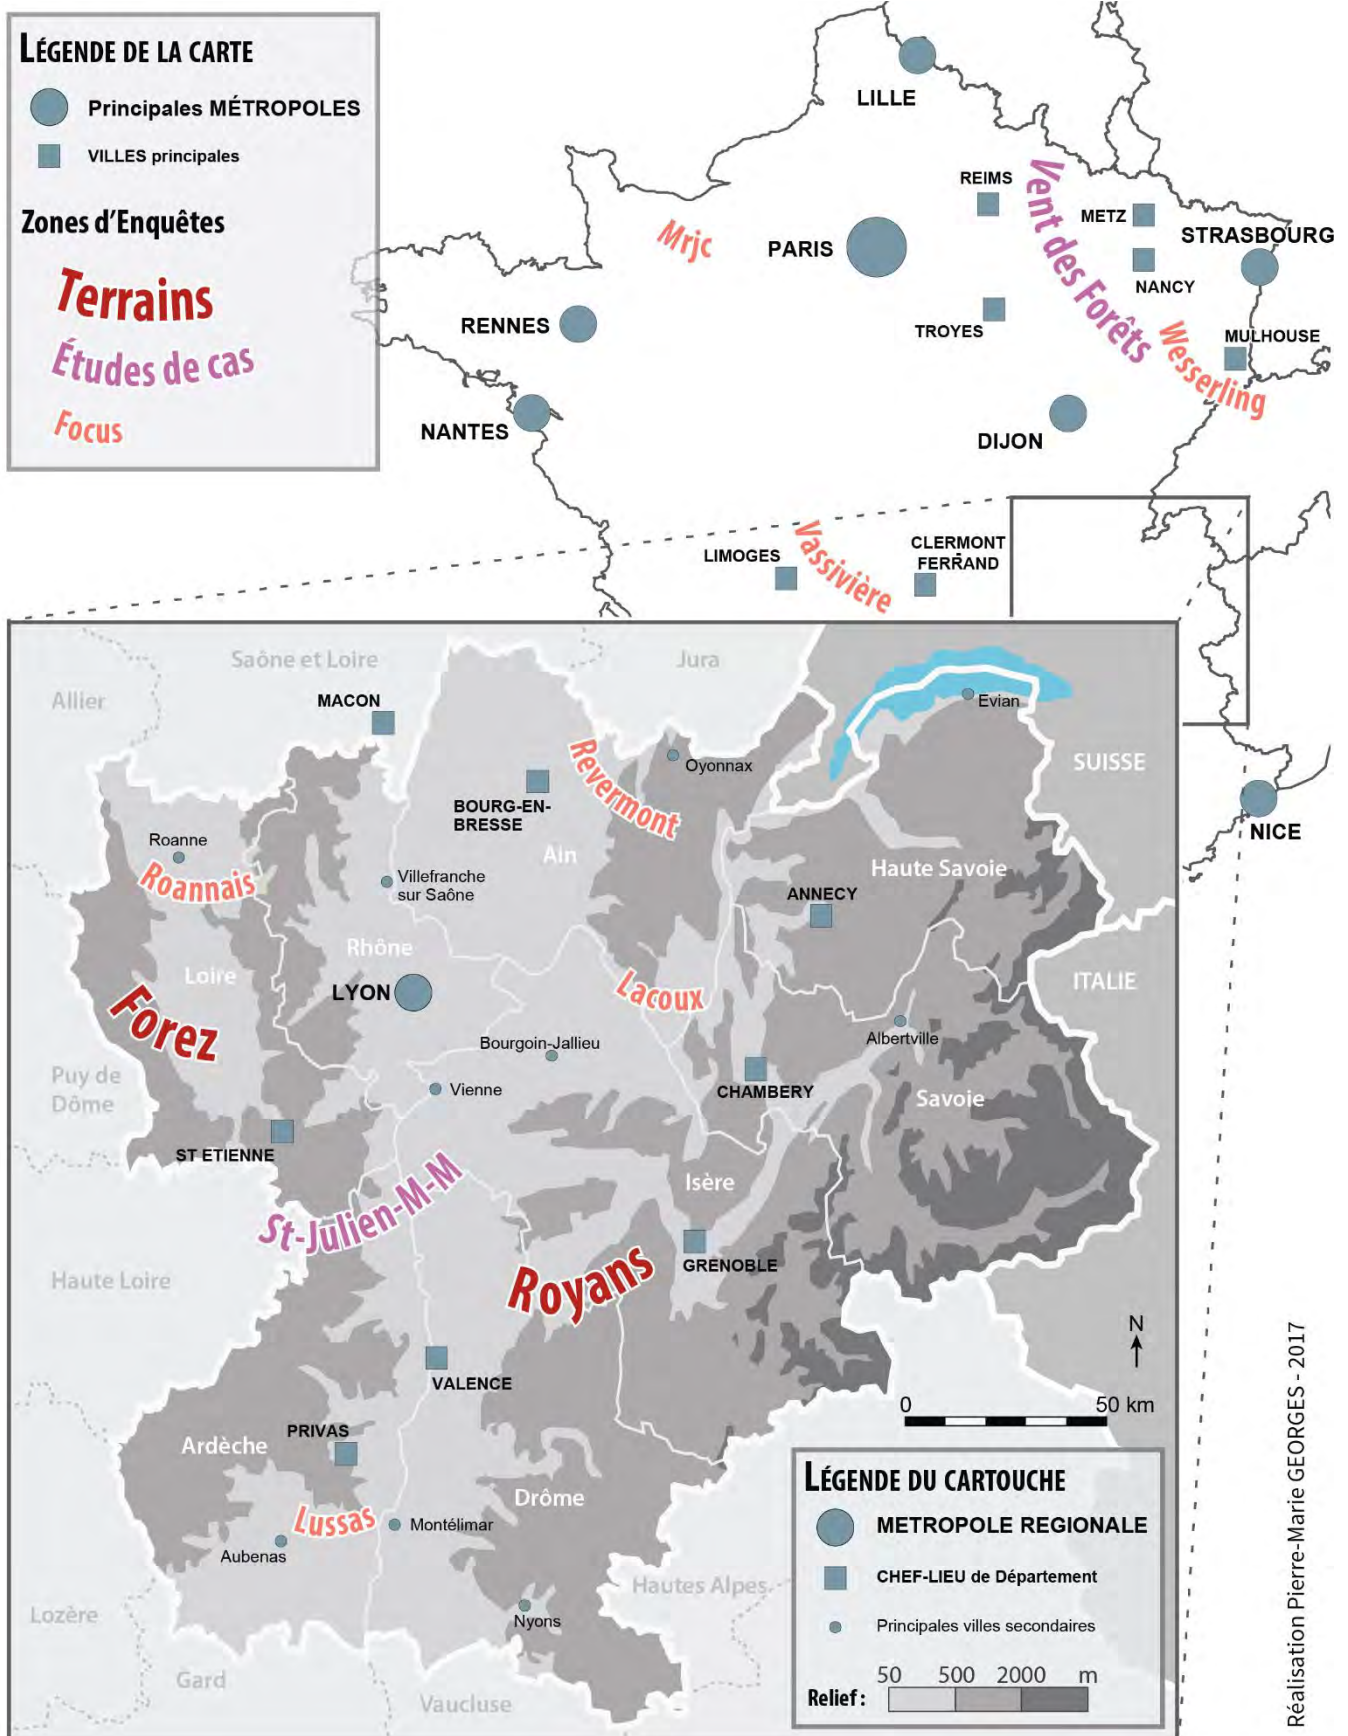 LÉGENDE DE LA CARTE
Principales MÉTROPOLES
VILLES principales
Zones d'Enquêtes
Terrains
Études de cas
Focus
LILLE
REIMS
Vent des Forêts
METZ
STRASBOURG
Mrjc
PARIS
NANCY
RENNES
TROYES
Wesserling
MULHOUSE
NANTES
DIJON
LIMOGES
Vassivière
CLERMONT
FERRAND
NICE
Saône et Loire
Jura
Allier
MACON
Evian
SUISSE
Revermont
Oyonnax
BOURG-EN-
BRESSE
Ain
Roanne
Roannais
Villefranche
sur Saône
Haute Savoie
ANNECY
Rhône
Loire
LYON
Lacoux
ITALIE
Forez
Bourgoin-Jallieu
Albertville
Puy de
Dôme
Vienne
CHAMBERY
Savoie
ST ETIENNE
Isère
St-Julien-M-M
Haute Loire
Royans
GRENOBLE
N
VALENCE
0 50 km
PRIVAS
Ardèche
Drôme
Lussas
Montélimar
Aubenas
Hautes Alpes
Nyons
Lozère
Gard
Vaucluse
LÉGENDE DU CARTOUCHE
METROPOLE REGIONALE
CHEF-LIEU de Département
Principales villes secondaires
50 500 2000 m
Relief :
Réalisation Pierre-Marie GEORGES - 2017